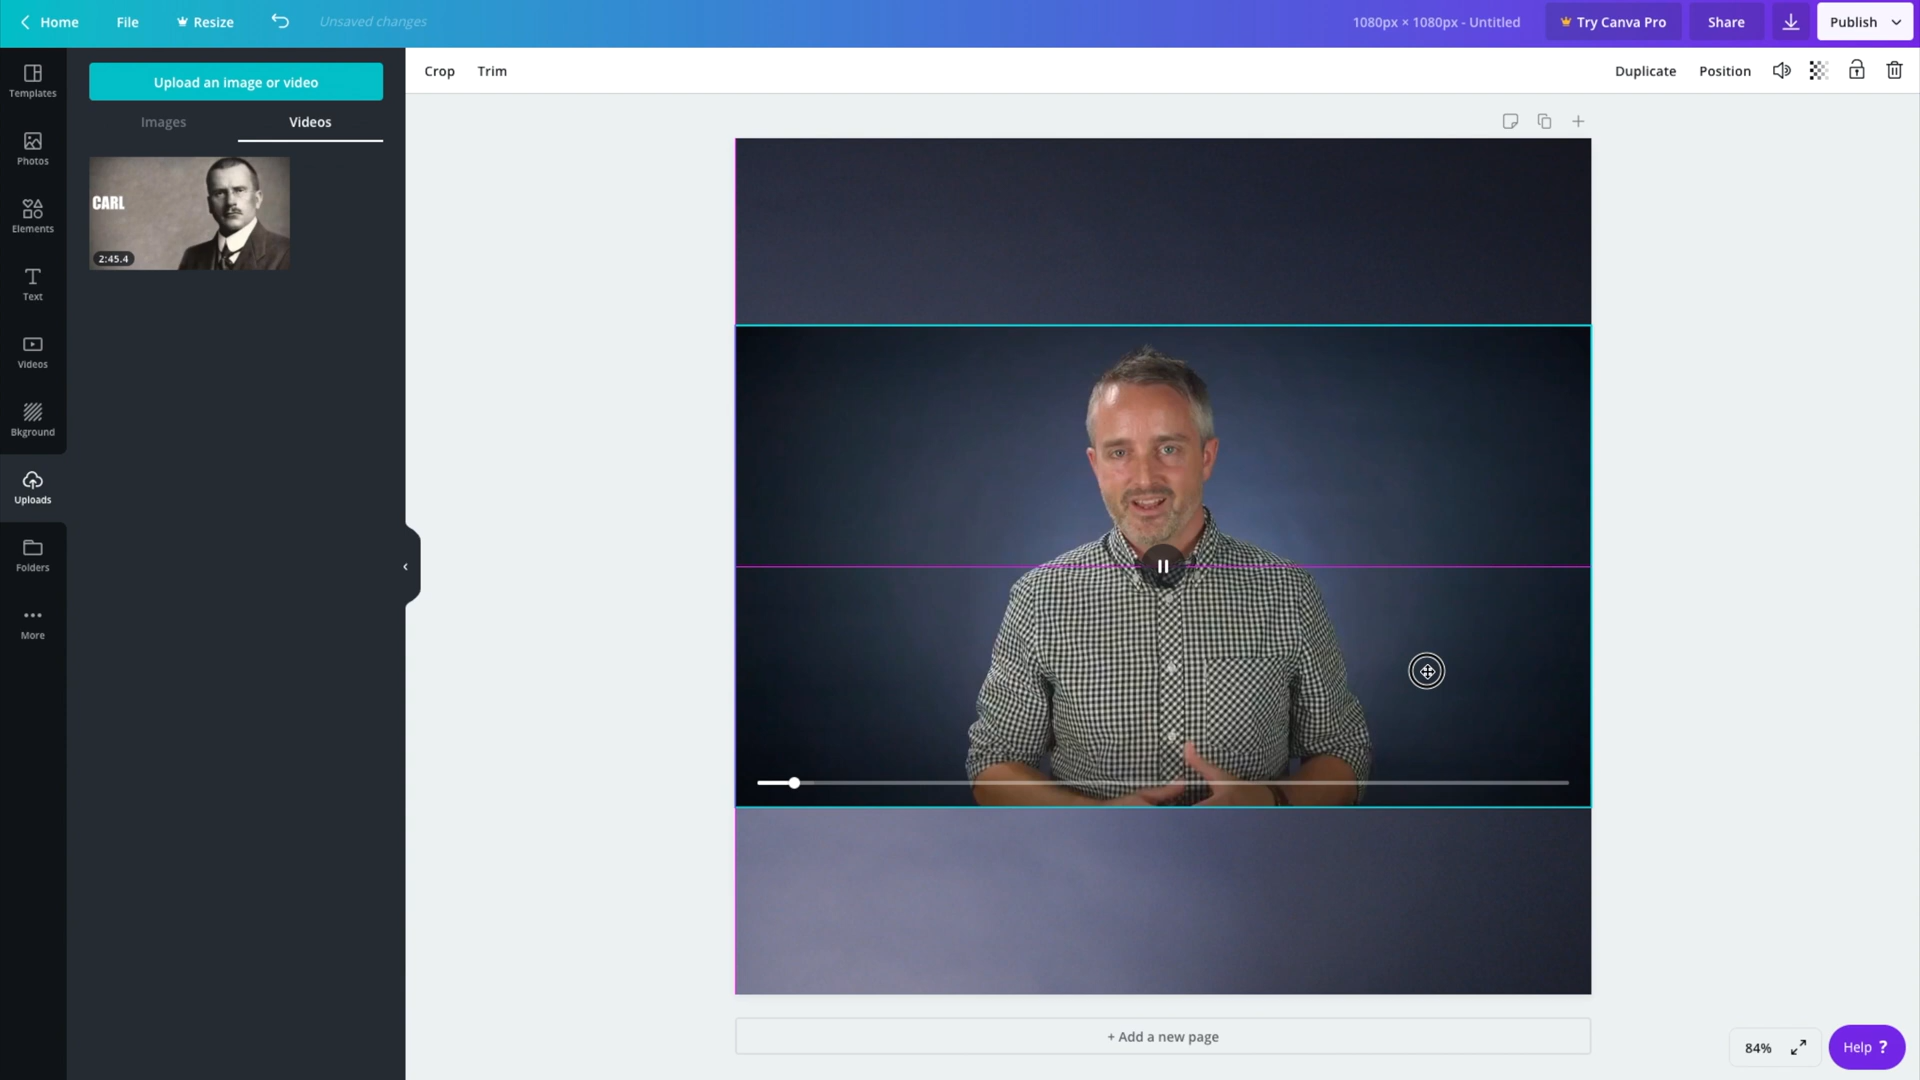 Home
File
Resize
Unsaved changes
1080px × 1080px - Untitled
Try Canva Pro
Share
Publish
Templates
Photos
Elements
Text
Videos
Bkground
Uploads
Folders
More
Upload an image or video
Images
Videos
CARL
2:45.4
Crop
Trim
Duplicate
Position
+ Add a new page
84%
Help ?